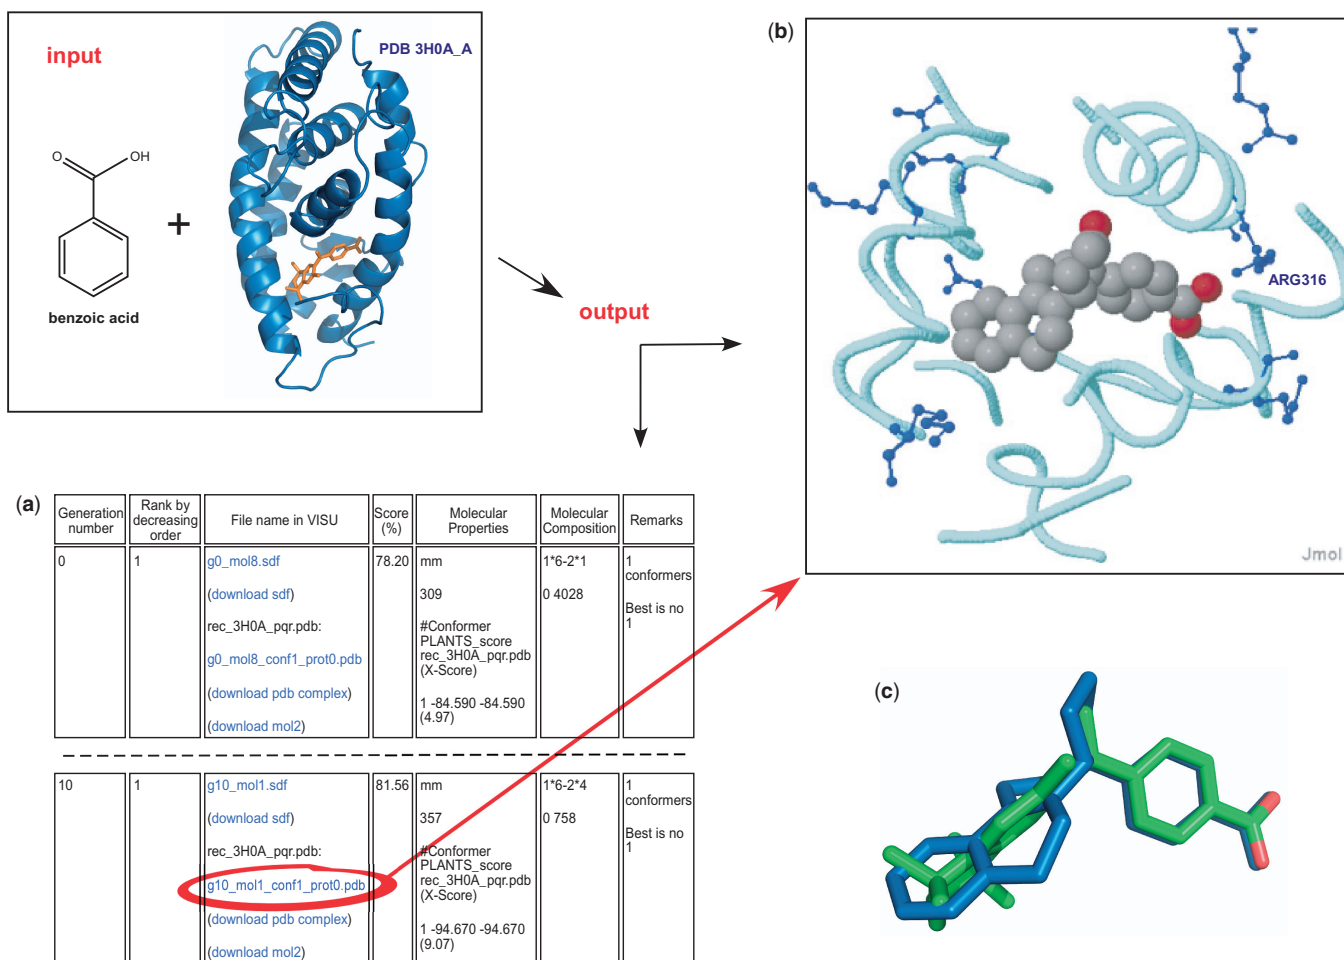 input
PDB 3H0A_A
O
OH
+
benzoic acid
output
(b)
ARG316
Jmol
(a)
Generation number
Rank by decreasing order
File name in VISU
Score (%)
Molecular Properties
Molecular Composition
Remarks
0
1
g0_mol8.sdf
(download sdf)
rec_3H0A_pqr.pdb:
g0_mol8_conf1_prot0.pdb
(download pdb complex)
(download mol2)
78.20
mm
309
#Conformer
PLANTS_score
rec_3H0A_pqr.pdb
(X-Score)
1 -84.590 -84.590
(4.97)
1*6-2*1
0 4028
1
conformers
Best is no
1
10
1
g10_mol1.sdf
(download sdf)
rec_3H0A_pqr.pdb:
g10_mol1_conf1_prot0.pdb
(download pdb complex)
(download mol2)
81.56
mm
357
#Conformer
PLANTS_score
rec_3H0A_pqr.pdb
(X-Score)
1 -94.670 -94.670
(9.07)
1*6-2*4
0 758
1
conformers
Best is no
1
(c)